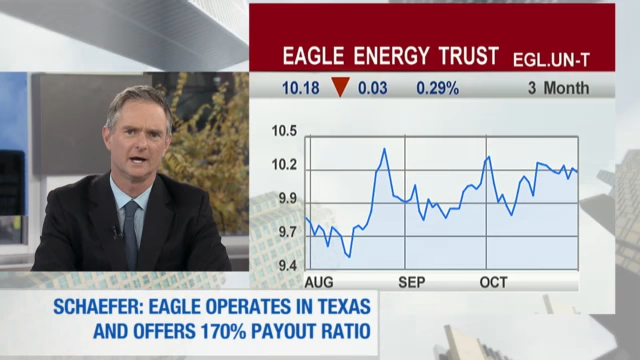 EAGLE ENERGY TRUST EGL.UN-T
10.18 0.03 0.29% 3 Month
10.5
10.2
9.9
9.6
9.4
AUG SEP OCT
SCHAEFER: EAGLE OPERATES IN TEXAS
AND OFFERS 170% PAYOUT RATIO